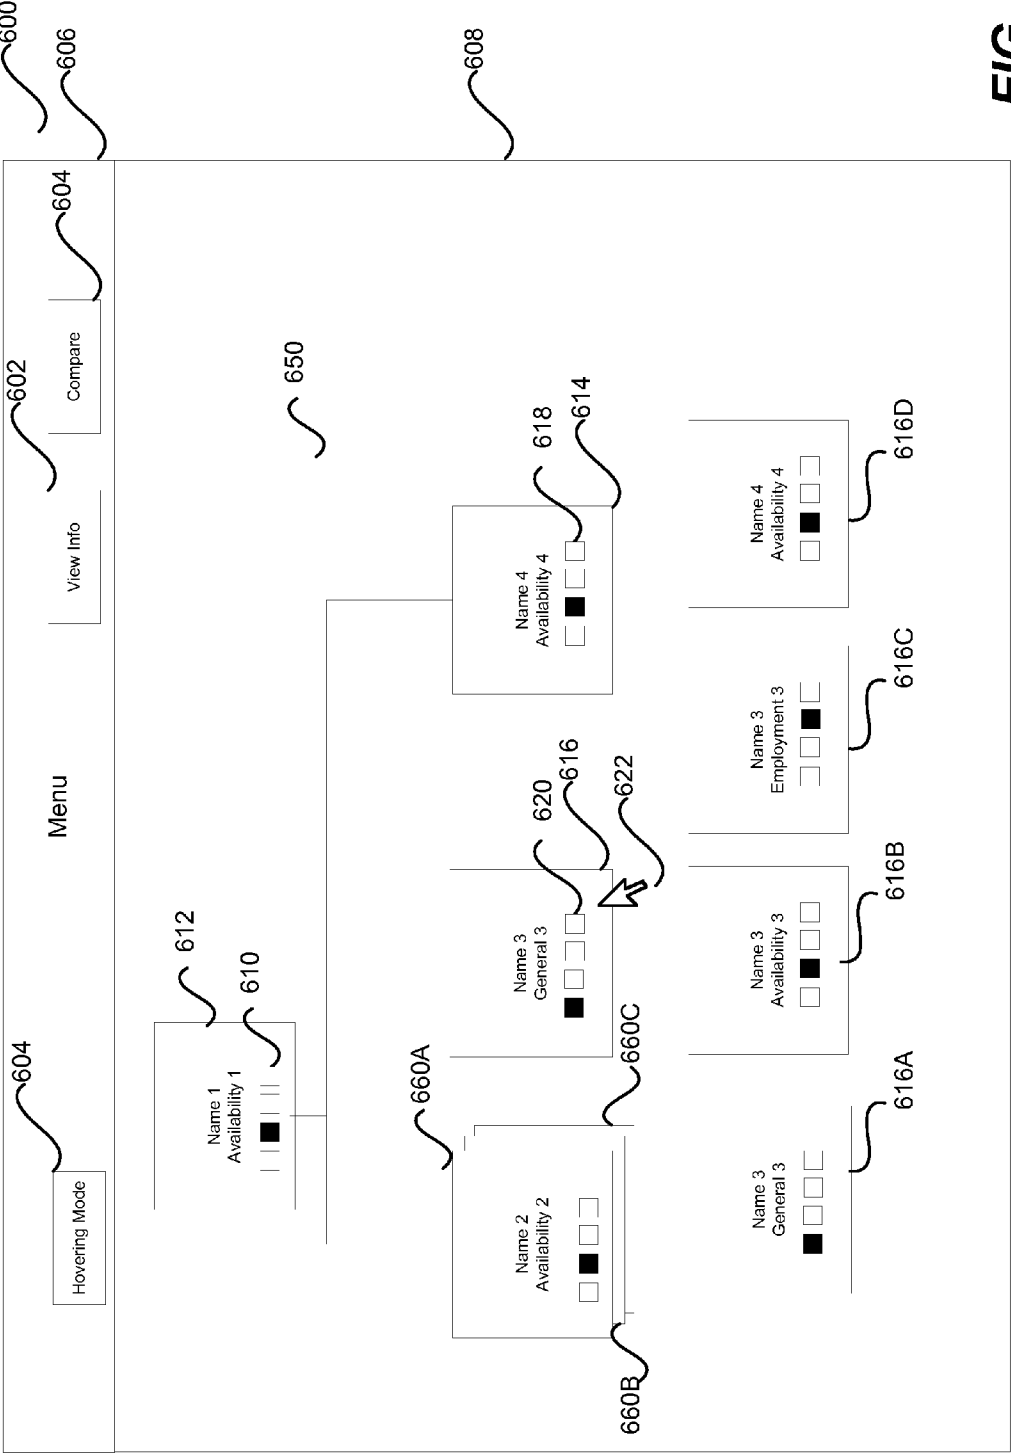 600
606
Menu
Hovering Mode
604
View Info
602
Compare
604
608
650
Name 1
Availability 1
612
610
Name 2
Availability 2
660A
660B
660C
Name 3
General 3
620
616
622
Name 4
Availability 4
618
614
Name 3
General 3
616A
Name 3
Availability 3
616B
Name 3
Employment 3
616C
Name 4
Availability 4
616D
FIG